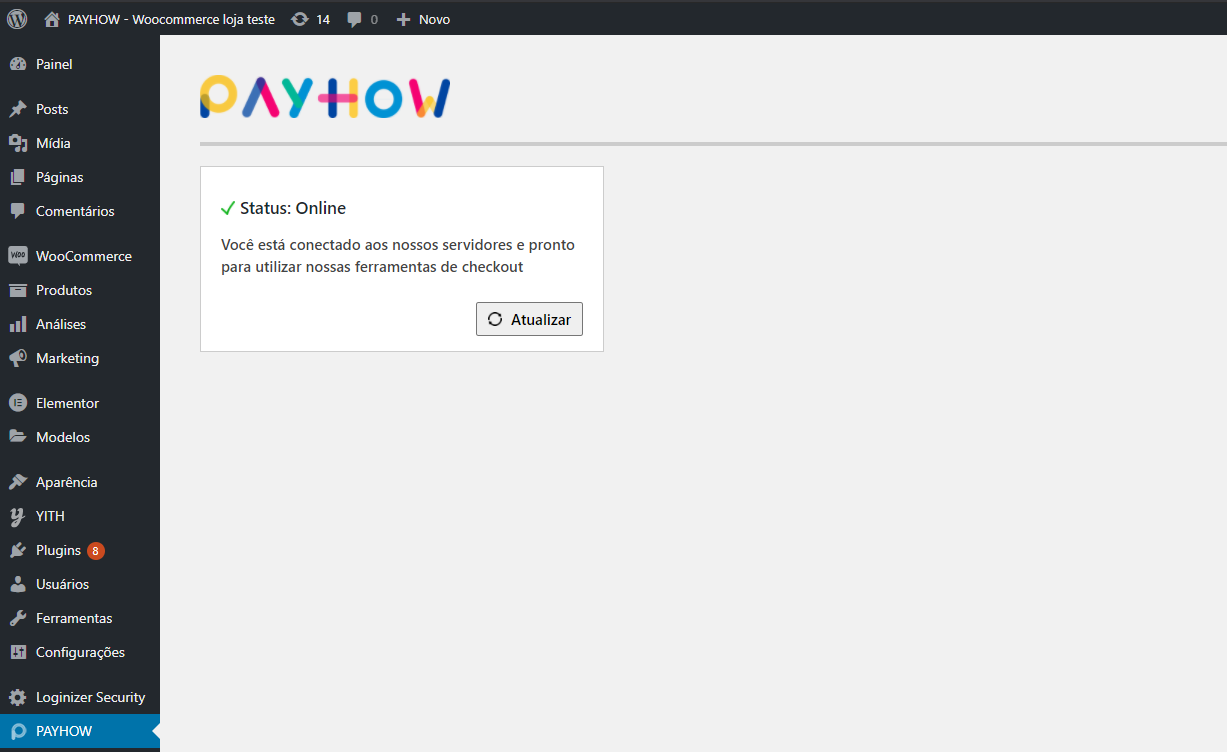 PAYHOW - Woocommerce loja teste 14 0 Novo
Painel
Posts
Mídia
Páginas
Comentários
WooCommerce
Produtos
Análises
Marketing
Elementor
Modelos
Aparência
YITH
Plugins 8
Usuários
Ferramentas
Configurações
Loginizer Security
PAYHOW
PAYHOW
Status: Online
Você está conectado aos nossos servidores e pronto
para utilizar nossas ferramentas de checkout
Atualizar